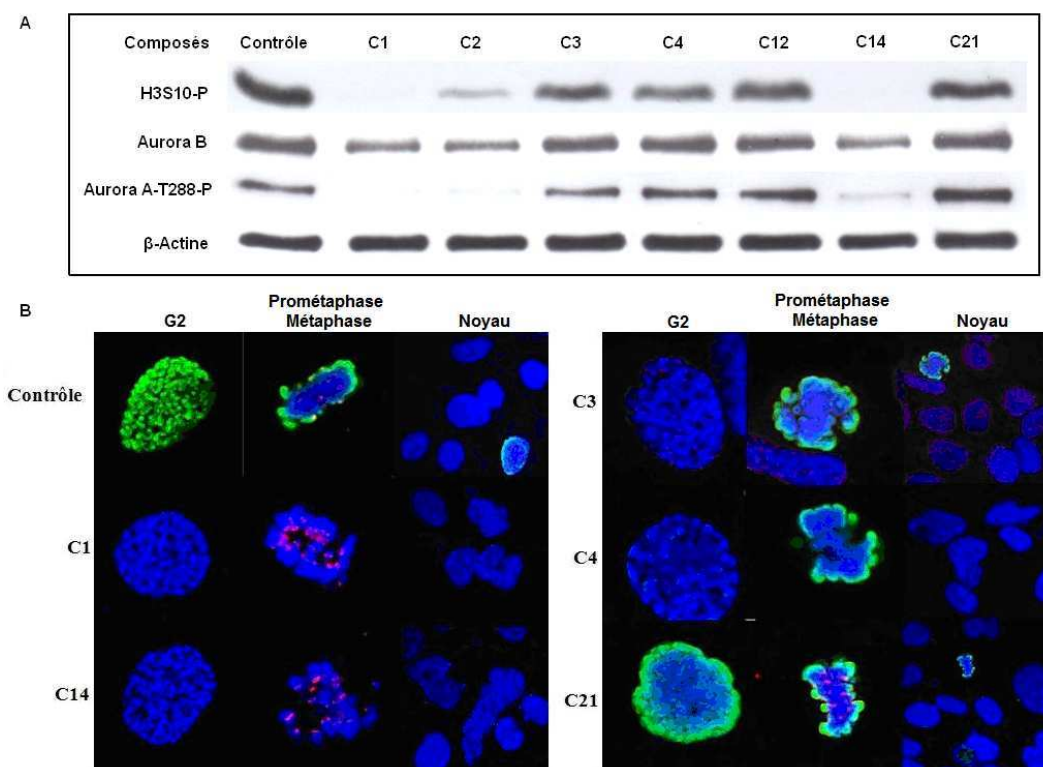 A
Composés Contrôle C1 C2 C3 C4 C12 C14 C21
H3S10-P
Aurora B
Aurora A-T288-P
β-Actine
B
G2 Prométaphase Métaphase Noyau
Contrôle
C1
C14
G2 Prométaphase Métaphase Noyau
C3
C4
C21